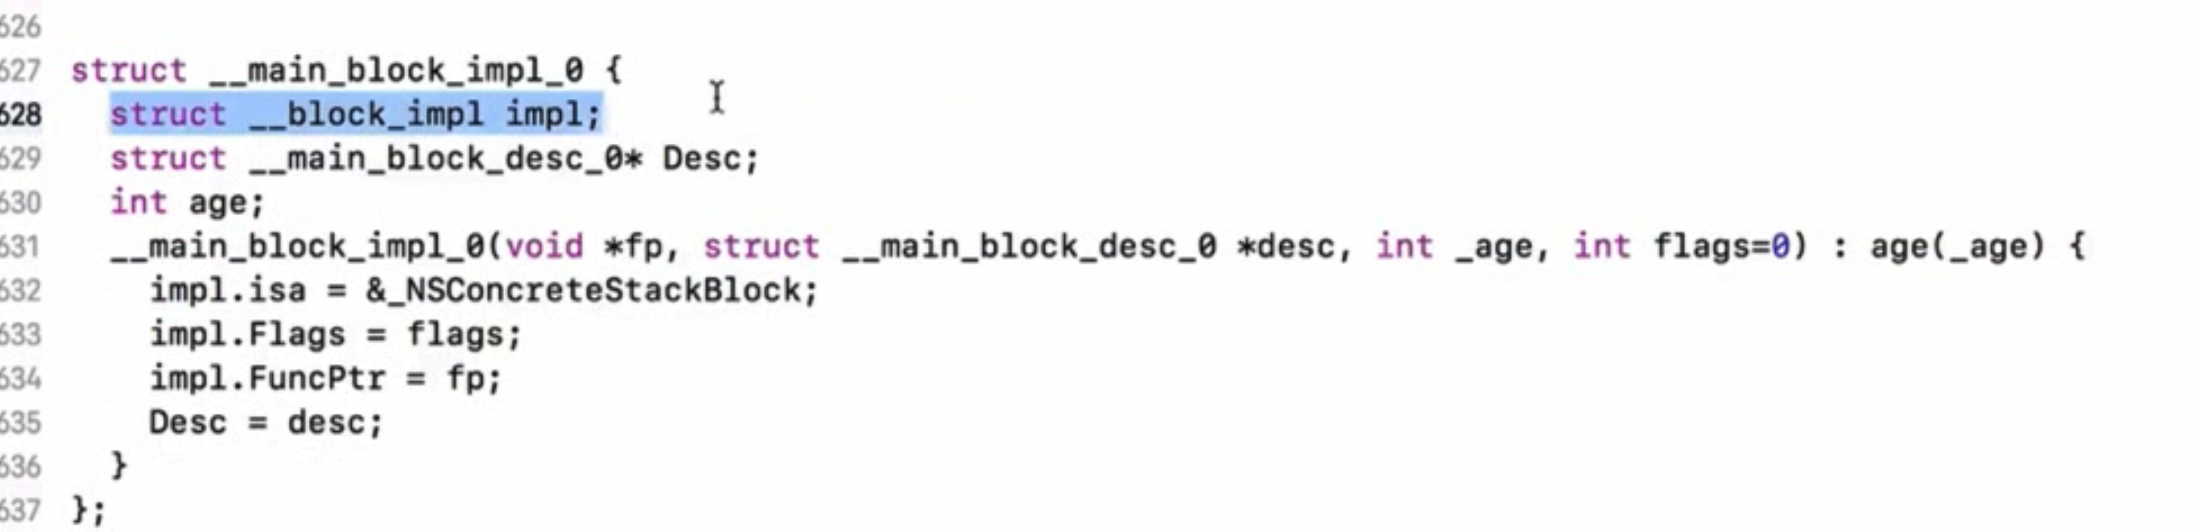 626
627 struct __main_block_impl_0 {
628   struct __block_impl impl;
629   struct __main_block_desc_0* Desc;
630   int age;
631   __main_block_impl_0(void *fp, struct __main_block_desc_0 *desc, int _age, int flags=0) : age(_age) {
632     impl.isa = &_NSConcreteStackBlock;
633     impl.Flags = flags;
634     impl.FuncPtr = fp;
635     Desc = desc;
636   }
637 };